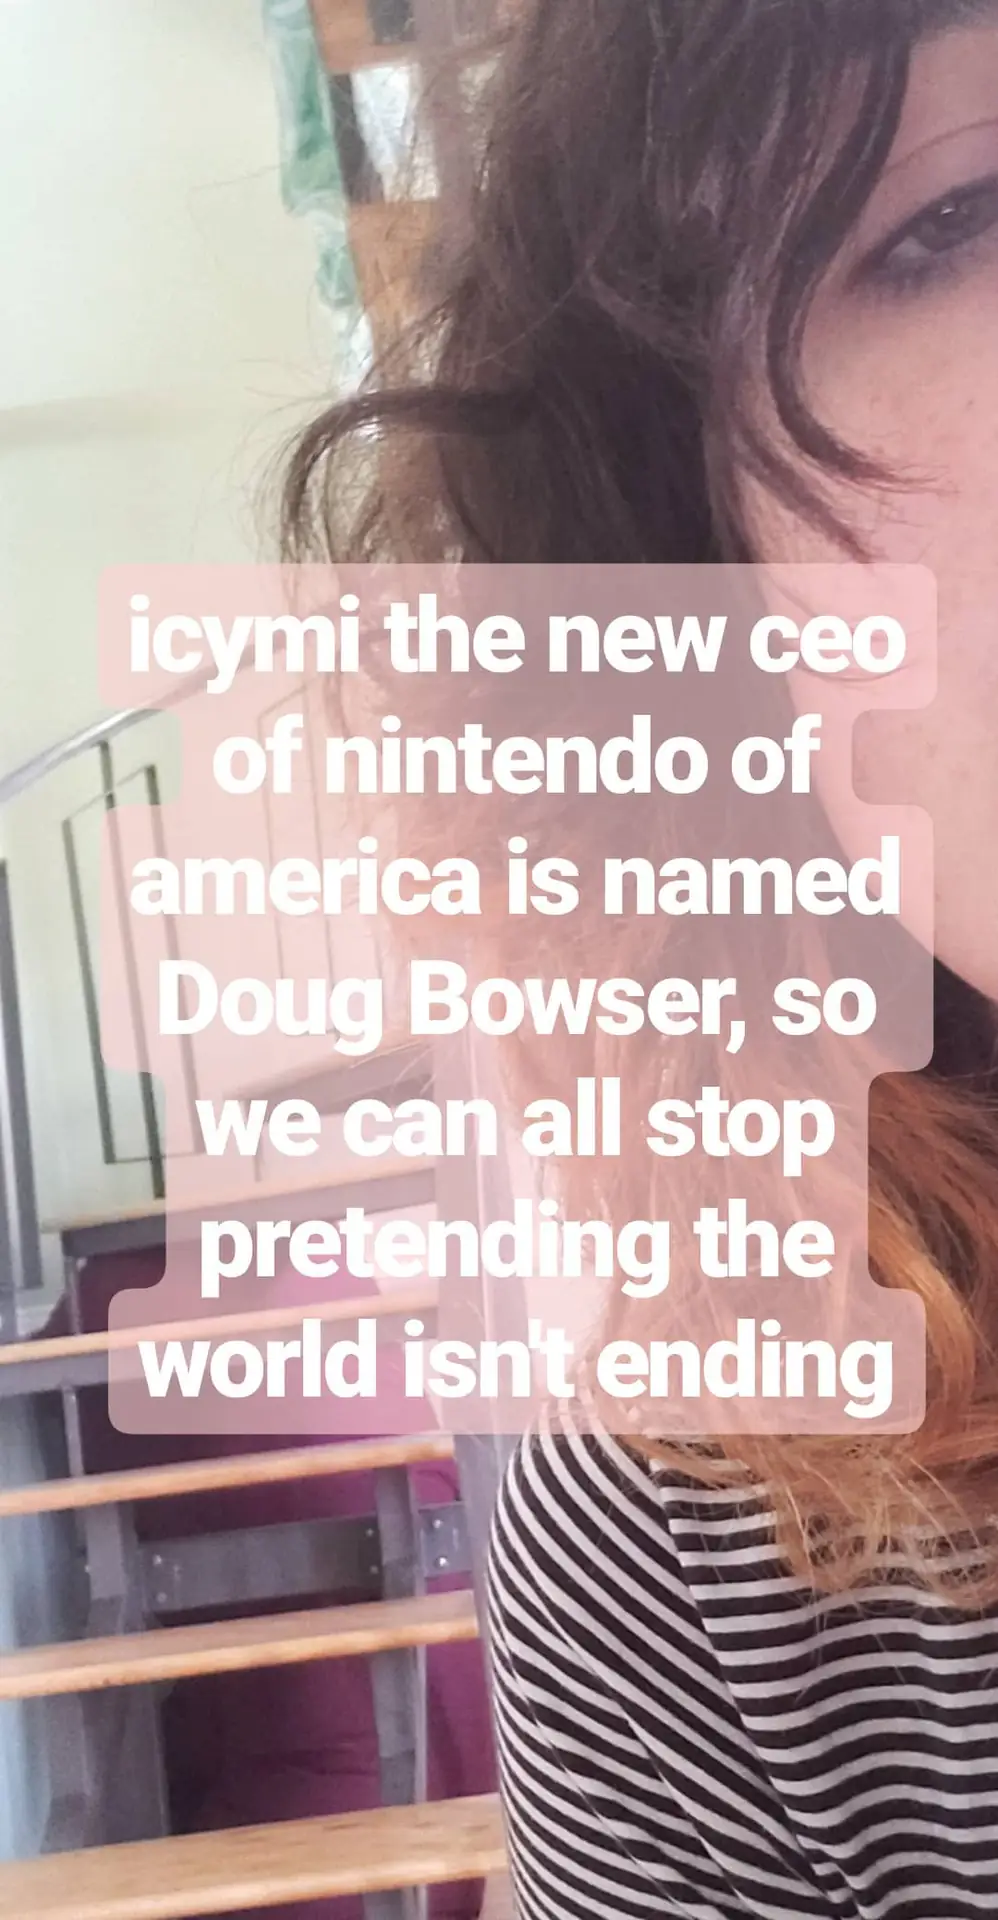 icymi the new ceo
of nintendo of
america is named
Doug Bowser, so
we can all stop
pretending the
world isn't ending